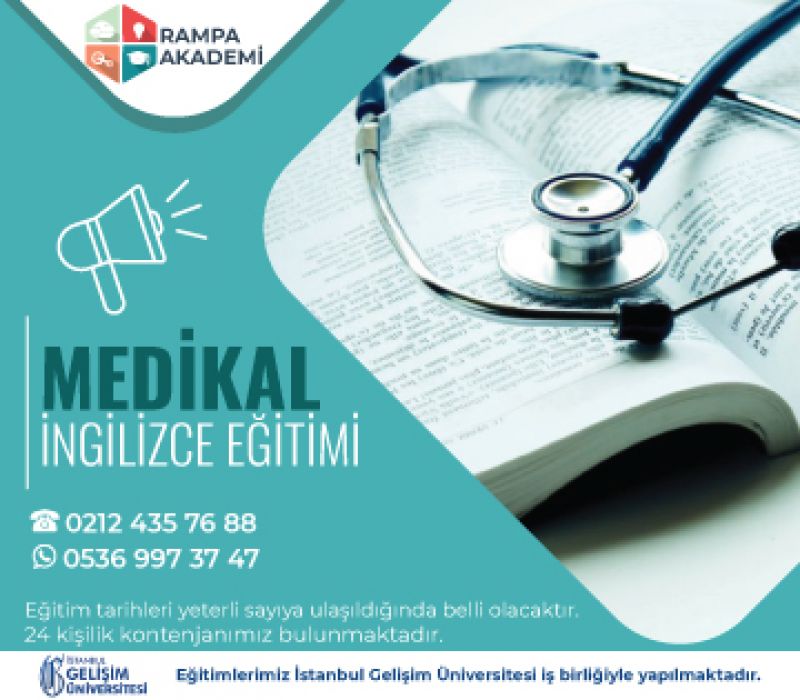 RAMPA
AKADEMİ
MEDİKAL
İNGİLİZCE EĞİTİMİ
0212 435 76 88
0536 997 37 47
Eğitim tarihleri yeterli sayıya ulaşıldığında belli olacaktır.
24 kişilik kontenjanımız bulunmaktadır.
İSTANBUL
GELİŞİM
ÜNİVERSİTESİ
Eğitimlerimiz İstanbul Gelişim Üniversitesi iş birliğiyle yapılmaktadır.